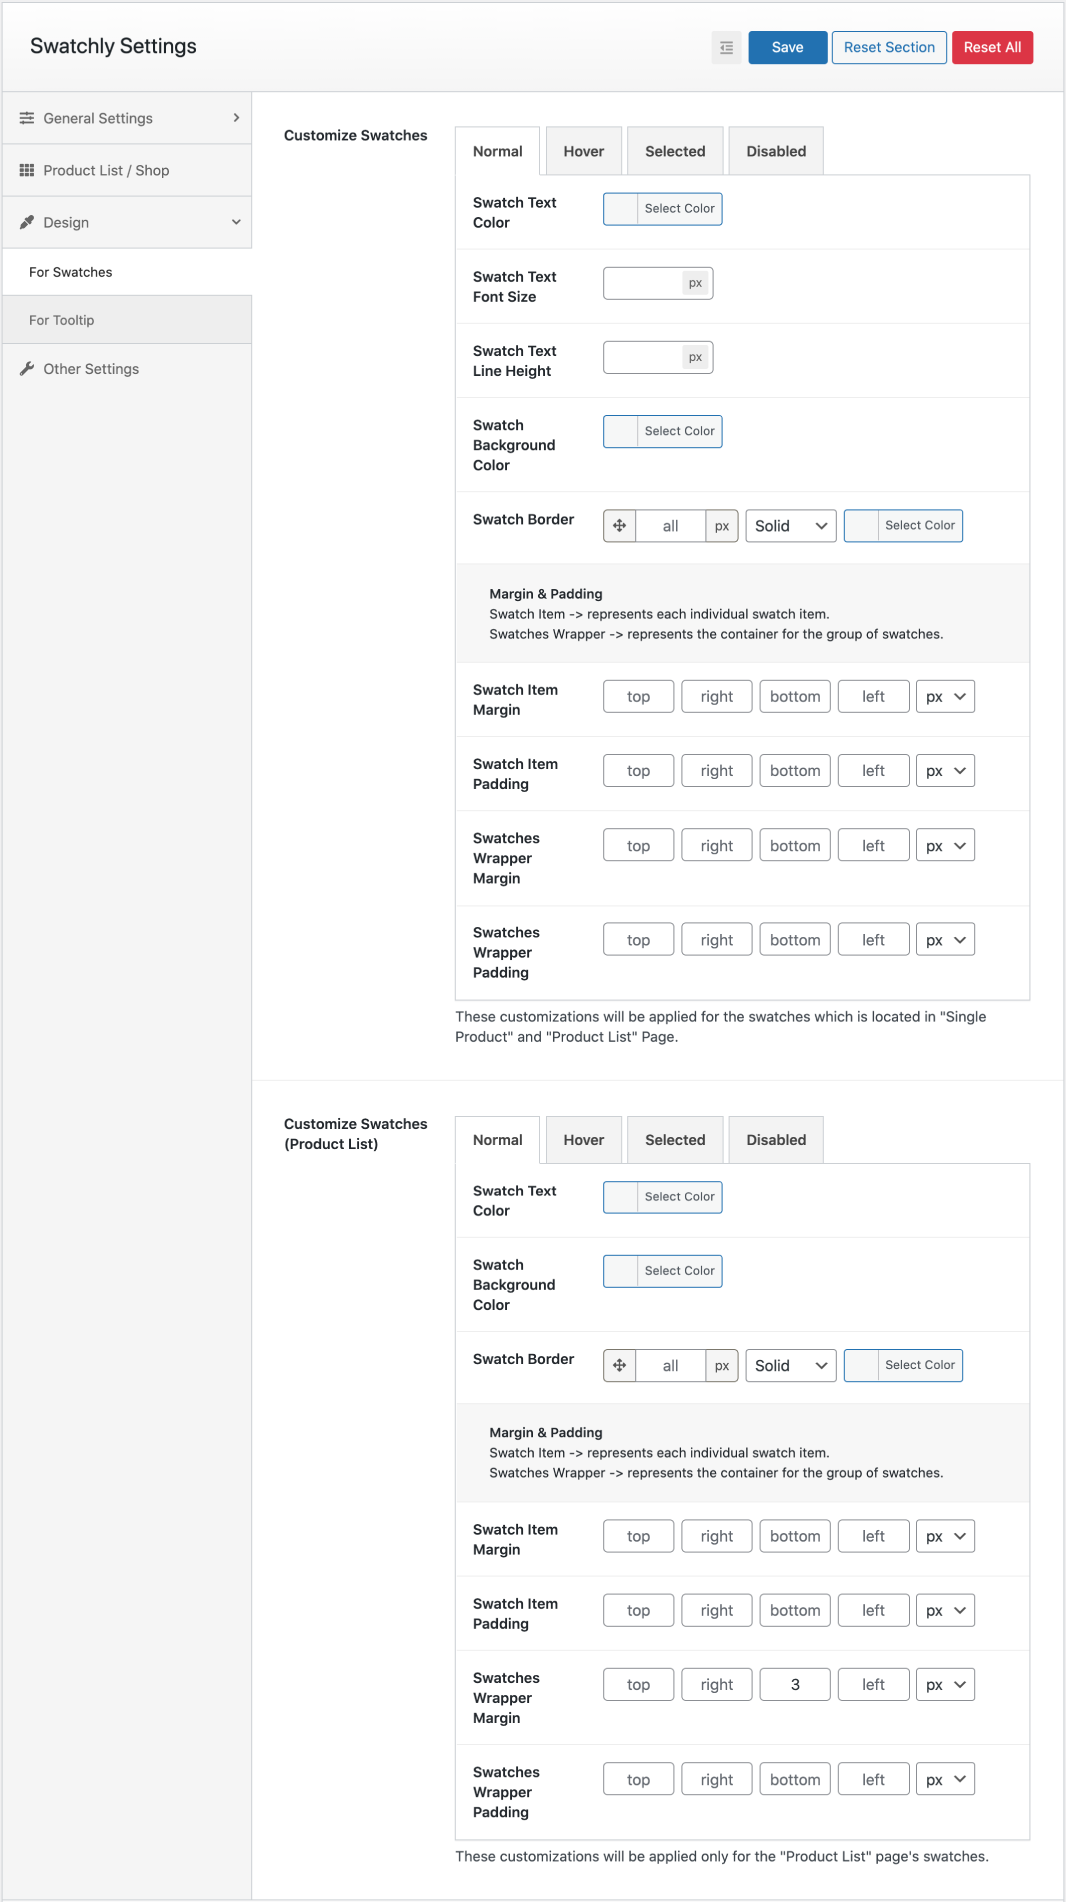 Swatchly Settings
Save
Reset Section
Reset All
General Settings
Product List / Shop
Design
For Swatches
For Tooltip
Other Settings
Customize Swatches
Normal
Hover
Selected
Disabled
Swatch Text
Color
Select Color
Swatch Text
Font Size
px
Swatch Text
Line Height
px
Swatch
Background
Color
Select Color
Swatch Border
all
px
Solid
Select Color
Margin & Padding
Swatch Item -> represents each individual swatch item.
Swatches Wrapper -> represents the container for the group of swatches.
Swatch Item
Margin
top
right
bottom
left
px
Swatch Item
Padding
top
right
bottom
left
px
Swatches
Wrapper
Margin
top
right
bottom
left
px
Swatches
Wrapper
Padding
top
right
bottom
left
px
These customizations will be applied for the swatches which is located in "Single
Product" and "Product List" Page.
Customize Swatches
(Product List)
Normal
Hover
Selected
Disabled
Swatch Text
Color
Select Color
Swatch
Background
Color
Select Color
Swatch Border
all
px
Solid
Select Color
Margin & Padding
Swatch Item -> represents each individual swatch item.
Swatches Wrapper -> represents the container for the group of swatches.
Swatch Item
Margin
top
right
bottom
left
px
Swatch Item
Padding
top
right
bottom
left
px
Swatches
Wrapper
Margin
top
right
3
left
px
Swatches
Wrapper
Padding
top
right
bottom
left
px
These customizations will be applied only for the "Product List" page's swatches.